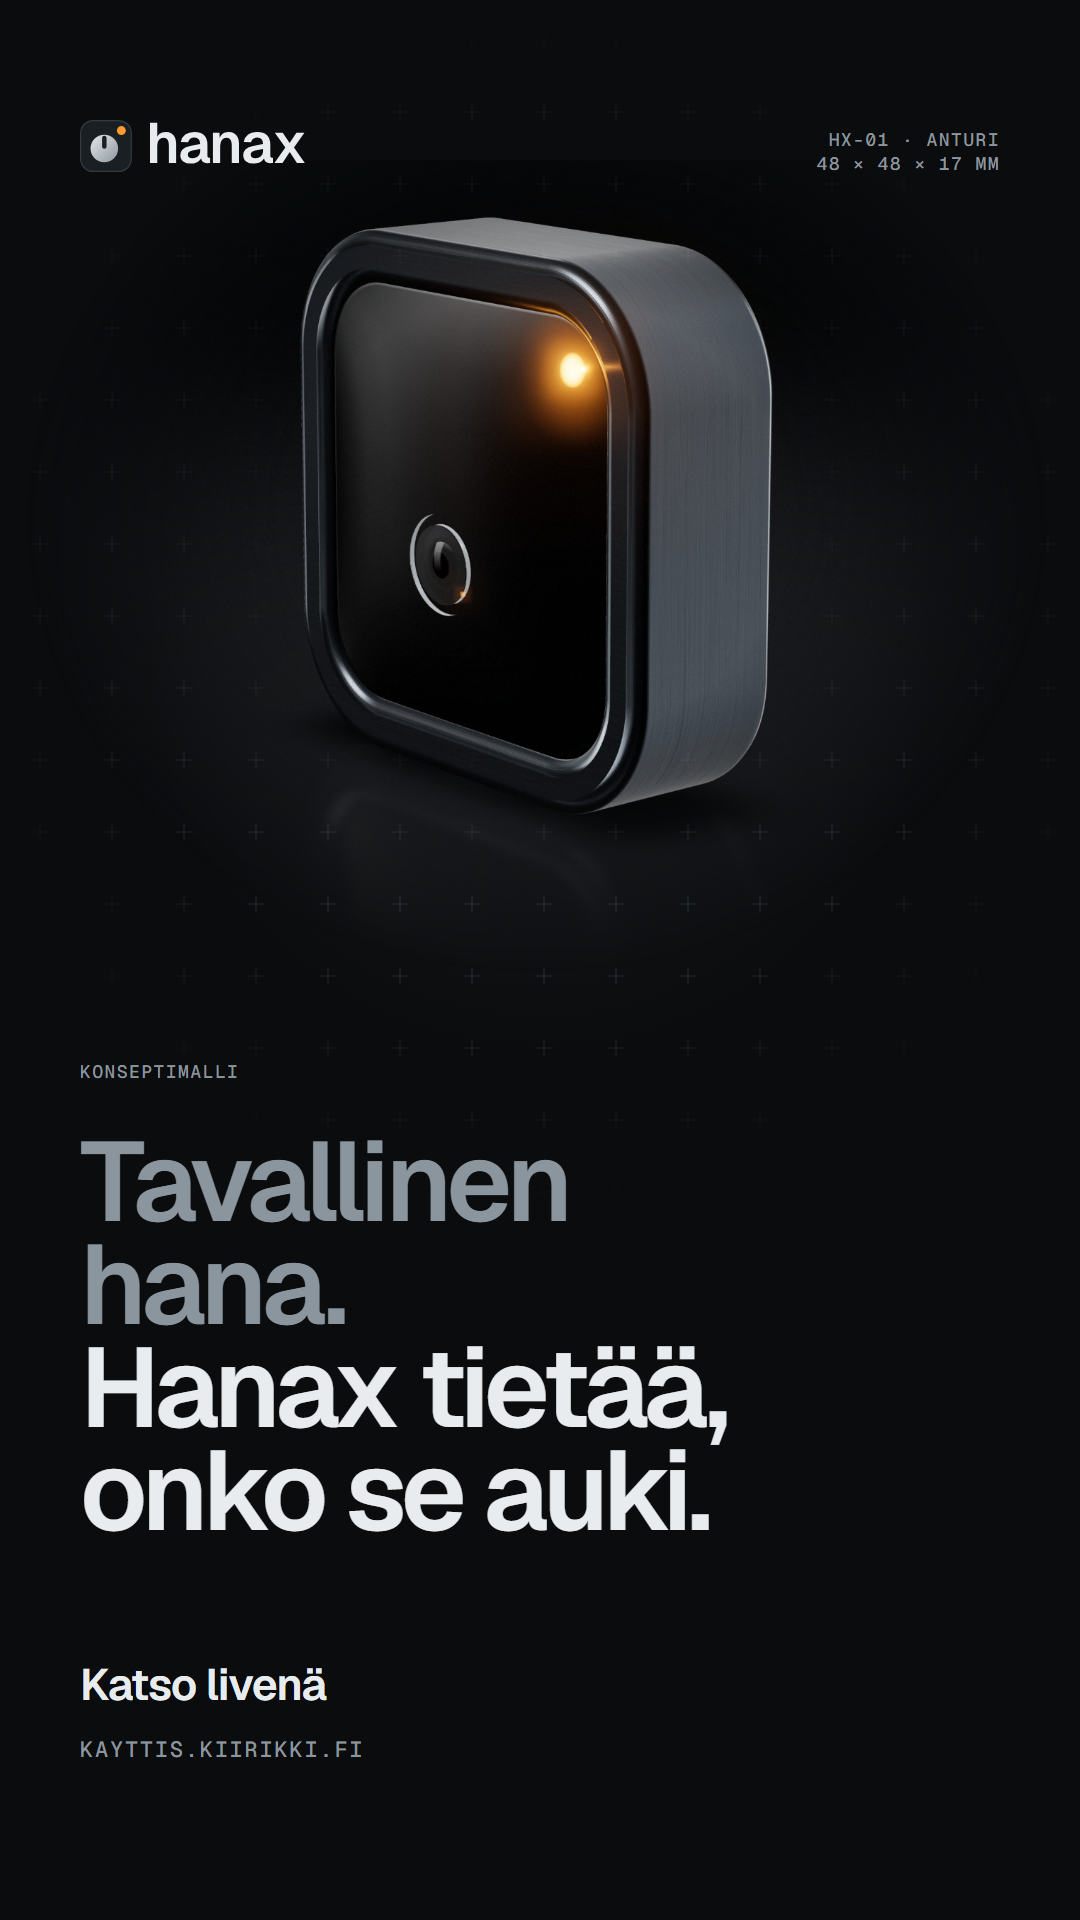 hanax
HX-01 · ANTURI
48 × 48 × 17 MM
KONSEPTIMALLI
Tavallinen
hana.
Hanax tietää,
onko se auki.
Katso livenä
KAYTTIS.KIIRIKKI.FI